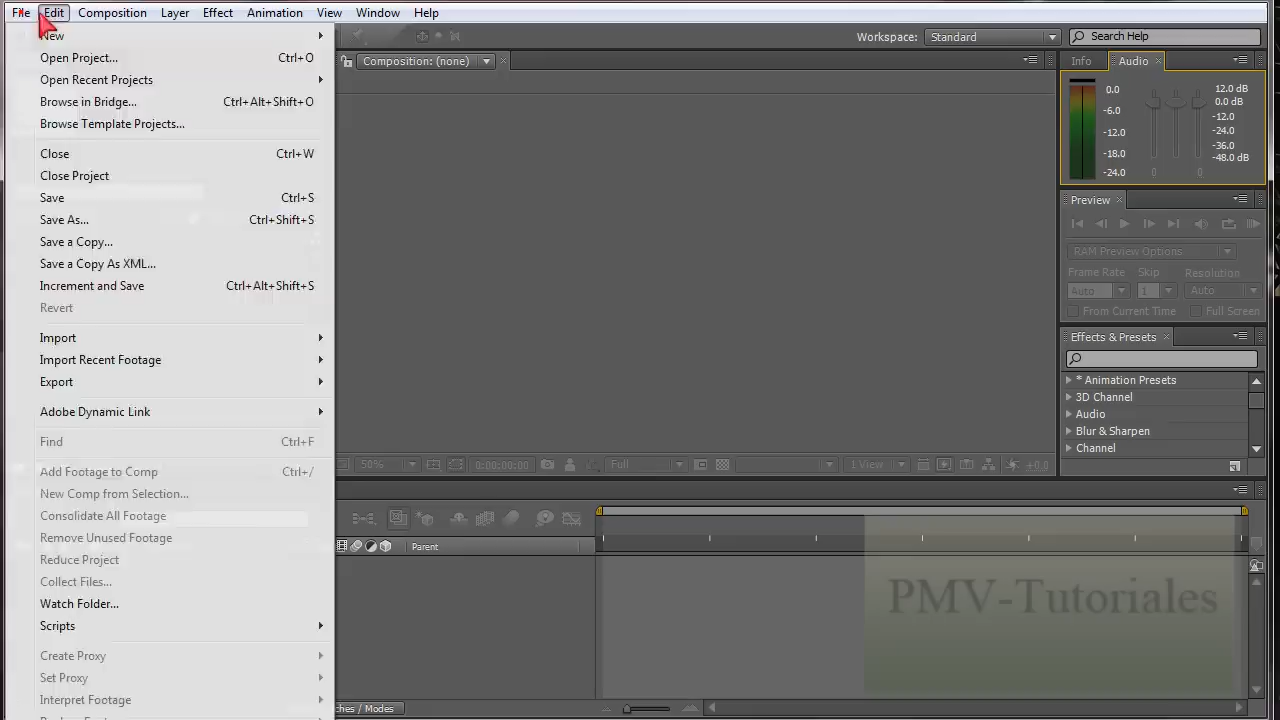 File Edit Composition Layer Effect Animation View Window Help
New
Open Project... Ctrl+O
Open Recent Projects
Browse in Bridge... Ctrl+Alt+Shift+O
Browse Template Projects...
Close Ctrl+W
Close Project
Save Ctrl+S
Save As... Ctrl+Shift+S
Save a Copy...
Save a Copy As XML...
Increment and Save Ctrl+Alt+Shift+S
Revert
Import
Import Recent Footage
Export
Adobe Dynamic Link
Find Ctrl+F
Add Footage to Comp Ctrl+/
New Comp from Selection...
Consolidate All Footage
Remove Unused Footage
Reduce Project
Collect Files...
Watch Folder...
Scripts
Create Proxy
Set Proxy
Interpret Footage
Workspace: Standard Search Help
Composition: (none)
Info Audio
0.0
-6.0
-12.0
-18.0
-24.0
12.0 dB
0.0 dB
-12.0
-24.0
-36.0
-48.0 dB
0 0
Preview
RAM Preview Options
Frame Rate Skip Resolution
Auto 1 Auto
From Current Time Full Screen
Effects & Presets
* Animation Presets
3D Channel
Audio
Blur & Sharpen
Channel
50% 0:00:00:00 Full 1 View +0.0
Parent
PMV-Tutoriales
ches / Modes